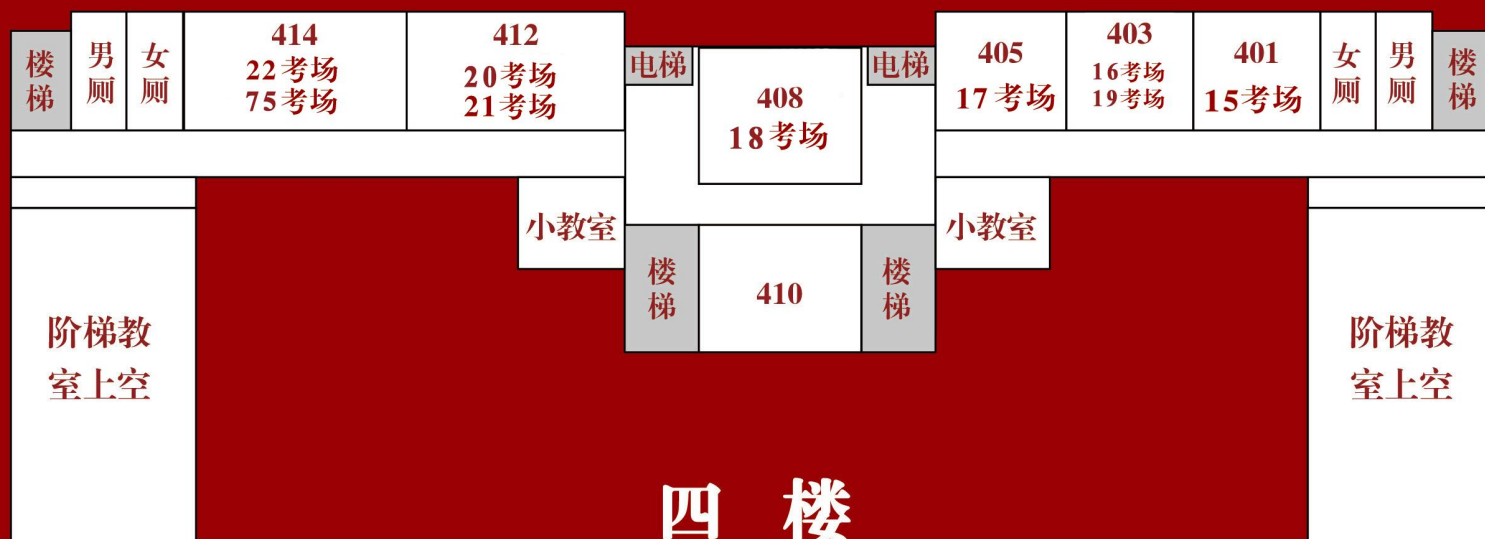 楼梯
男厕
女厕
414
22考场
75考场
412
20考场
21考场
电梯
408
18考场
电梯
405
17考场
403
16考场
19考场
401
15考场
女厕
男厕
楼梯
小教室
小教室
楼梯
410
楼梯
阶梯教
室上空
阶梯教
室上空
四 楼